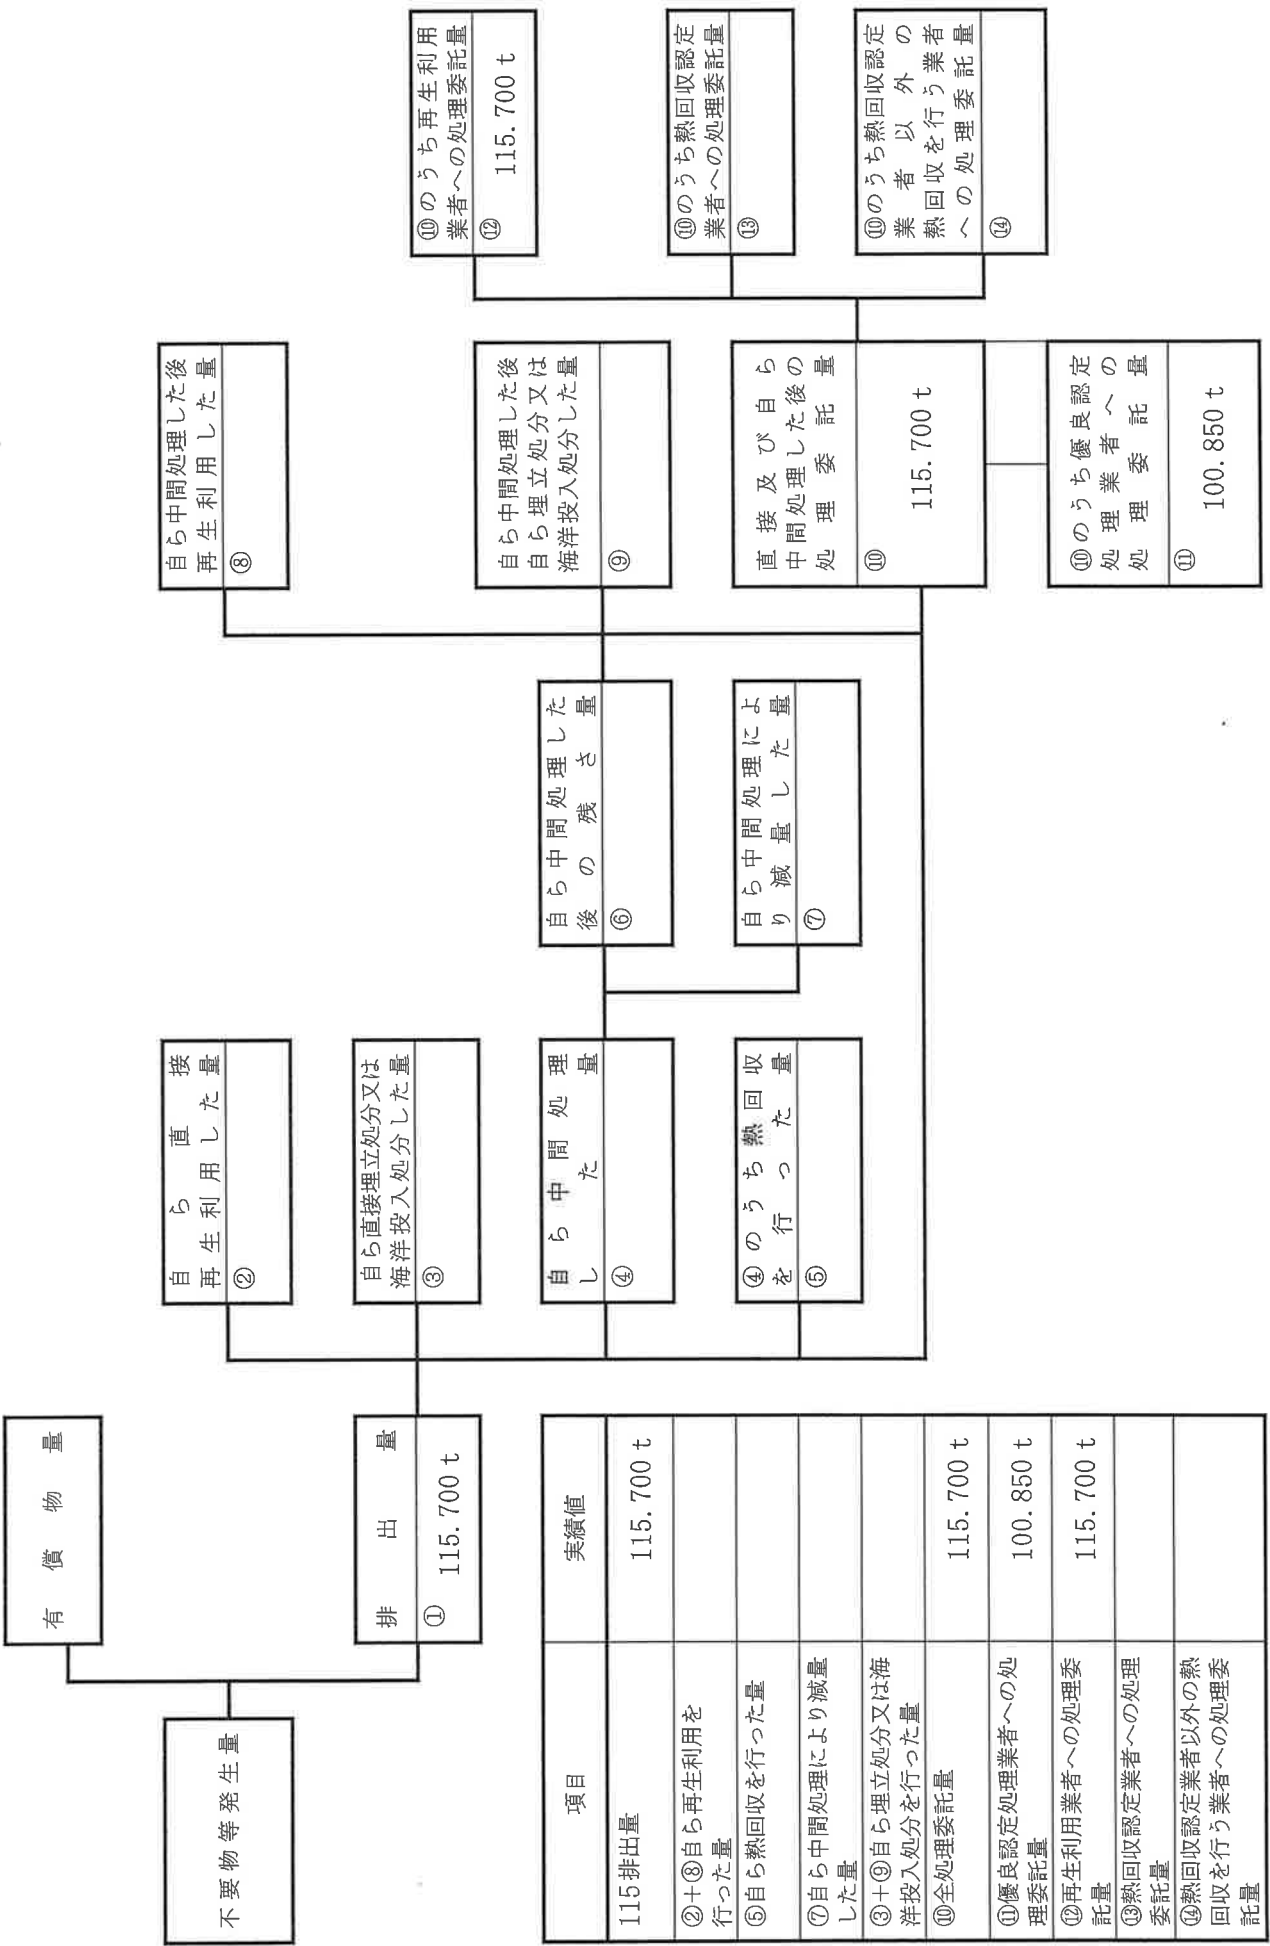 不要物等発生量
有償物量
排出量
① 115.700ｔ
自ら直接
再生利用した量
②
自ら直接埋立処分又は
海洋投入処分した量
③
自ら中間処理
した量
④
④のうち熱回収
を行った量
⑤
自ら中間処理した
後の残さ量
⑥
自ら中間処理によ
り減量した量
⑦
自ら中間処理した後
再生利用した量
⑧
自ら中間処理した後
自ら埋立処分又は
海洋投入処分した量
⑨
直接及び自ら
中間処理した後の
処理委託量
⑩
115.700ｔ
⑩のうち優良認定
処理業者への
処理委託量
⑪
100.850ｔ
⑩のうち再生利用
業者への処理委託量
⑫
115.700ｔ
⑩のうち熱回収認定
業者への処理委託量
⑬
⑩のうち熱回収認定
業者以外の
熱回収を行う業者
への処理委託量
⑭
項目 実績値
115排出量 115.700ｔ
②＋⑧自ら再生利用を
行った量
⑤自ら熱回収を行った量
⑦自ら中間処理により減量
した量
③＋⑨自ら埋立処分又は海
洋投入処分を行った量
⑩全処理委託量 115.700ｔ
⑪優良認定処理業者への処
理委託量 100.850ｔ
⑫再生利用業者への処理委
託量 115.700ｔ
⑬熱回収認定業者への処理
委託量
⑭熱回収認定業者以外の熱
回収を行う業者への処理委
託量